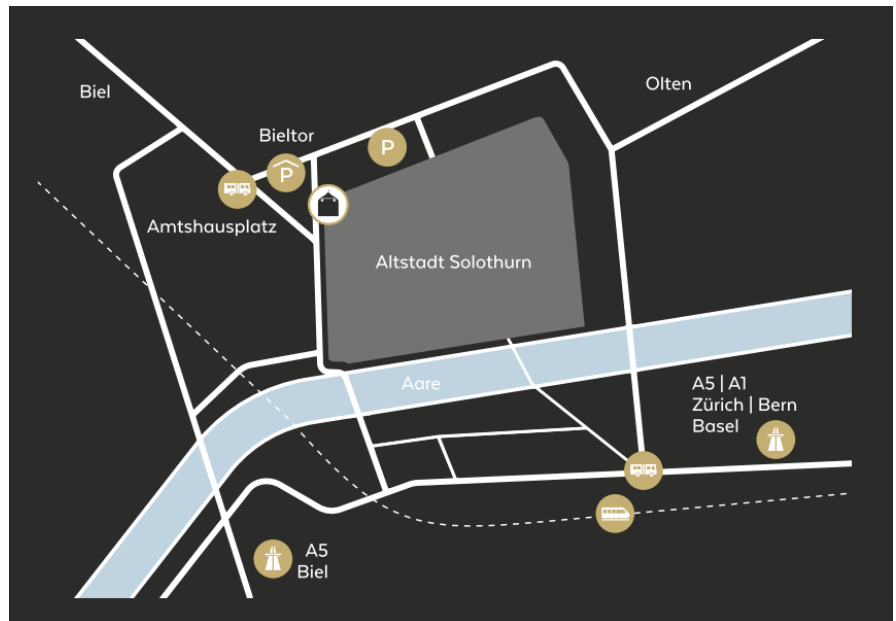 Biel
Olten
Bieltor
P
P
Amtshausplatz
Altstadt Solothurn
Aare
A5 | A1
Zürich | Bern
Basel
A5
Biel